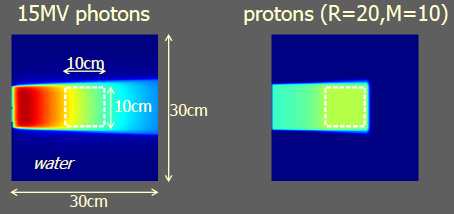 15MV photons
protons (R=20,M=10)
10cm
10cm
30cm
water
30cm